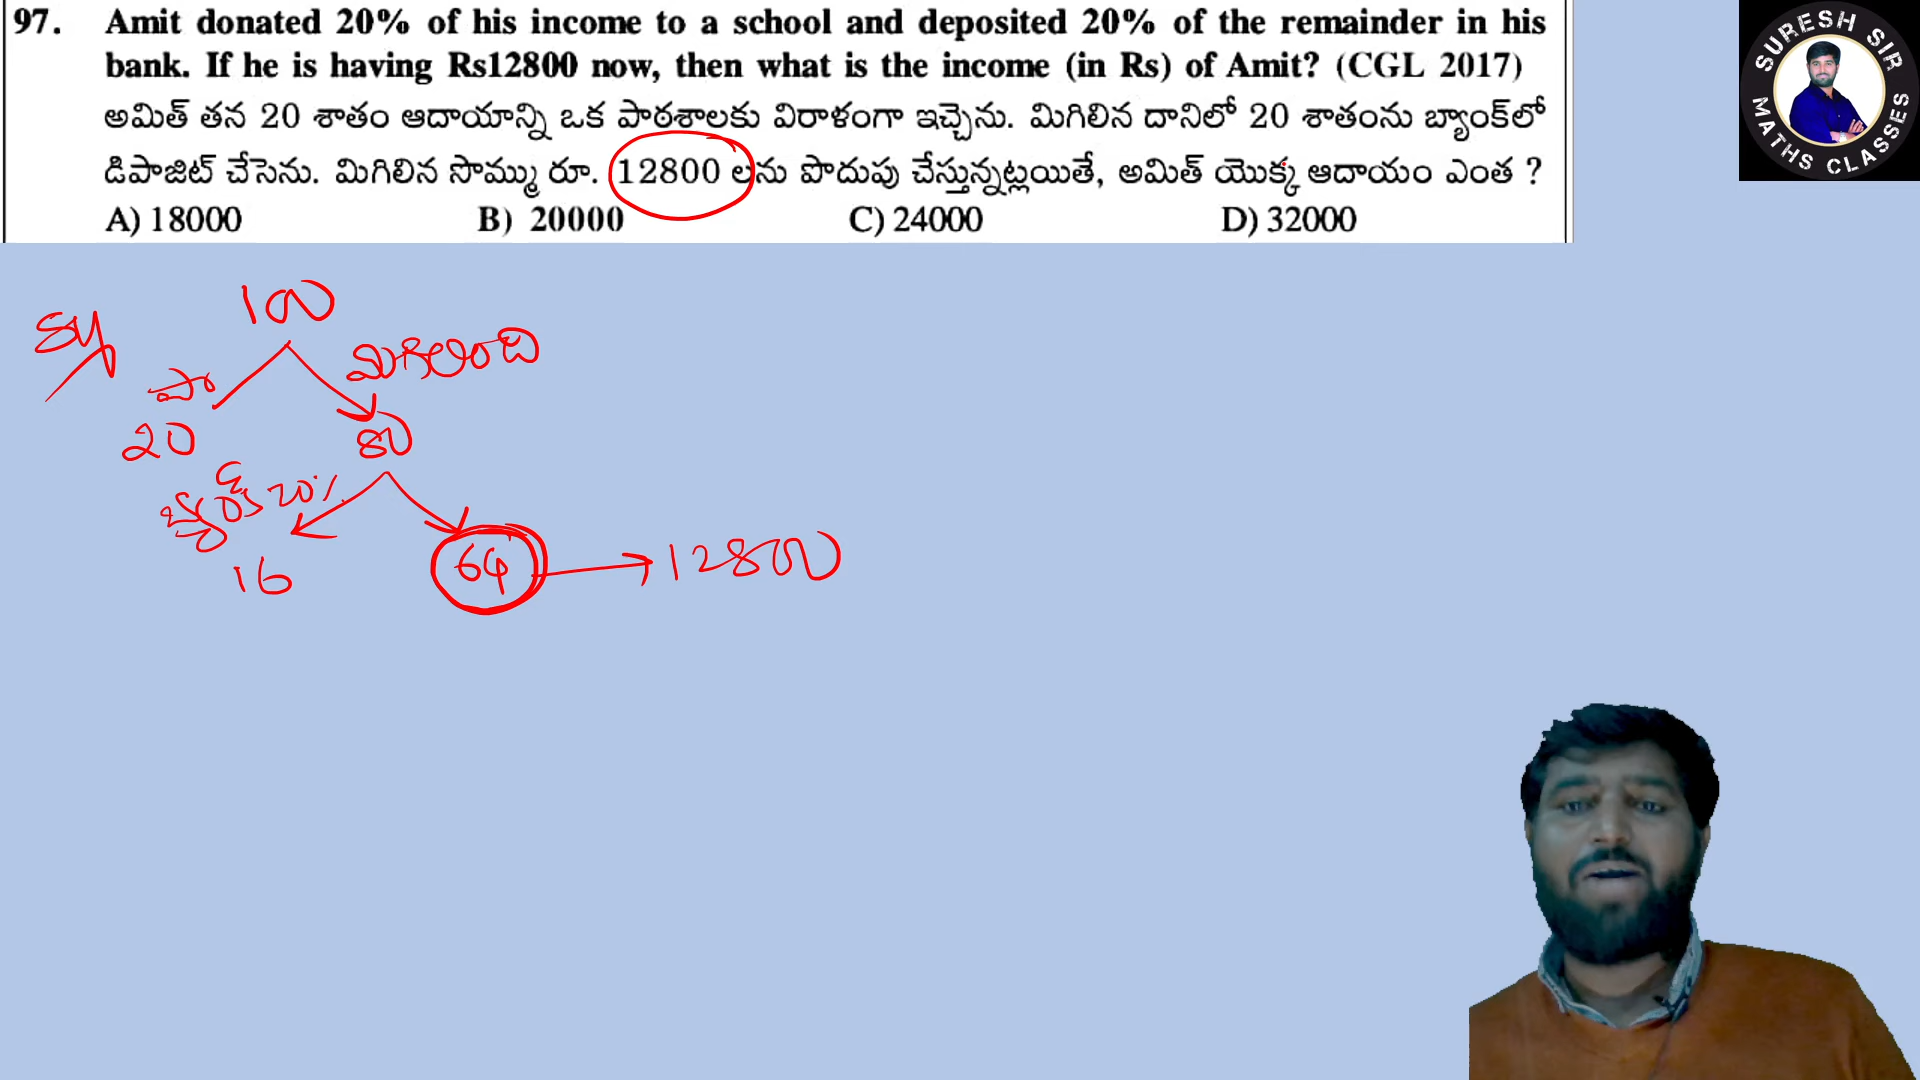 97. Amit donated 20% of his income to a school and deposited 20% of the remainder in his
bank. If he is having Rs12800 now, then what is the income (in Rs) of Amit? (CGL 2017)
అమిత్ తన 20 శాతం ఆదాయాన్ని ఒక పాఠశాలకు విరాళంగా ఇచ్చెను. మిగిలిన దానిలో 20 శాతంను బ్యాంక్‌లో
డిపాజిట్ చేసెను. మిగిలిన సొమ్ము రూ. 12800 లను పొదుపు చేస్తున్నట్లయితే, అమిత్ యొక్క ఆదాయం ఎంత ?
A) 18000 B) 20000 C) 24000 D) 32000
SURESH SIR
MATHS CLASSES
100
మిగిలింది
పా
20 80
బ్యాంక్ 20%
16 64 12800